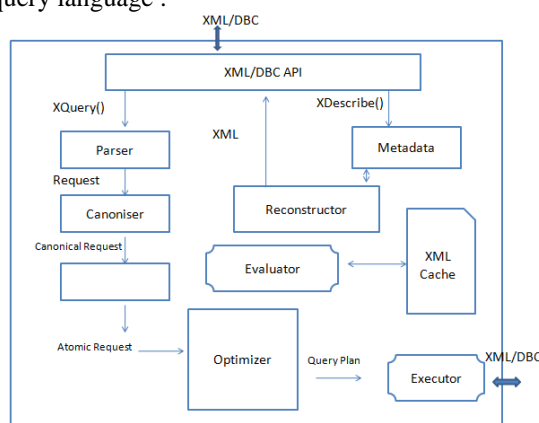 query language .
XML/DBC
XML/DBC API
XQuery()
XDescribe()
XML
Parser
Metadata
Request
Canoniser
Reconstructor
Canonical Request
Evaluator
XML
Cache
Atomic Request
Optimizer
Query Plan
Executor
XML/DBC